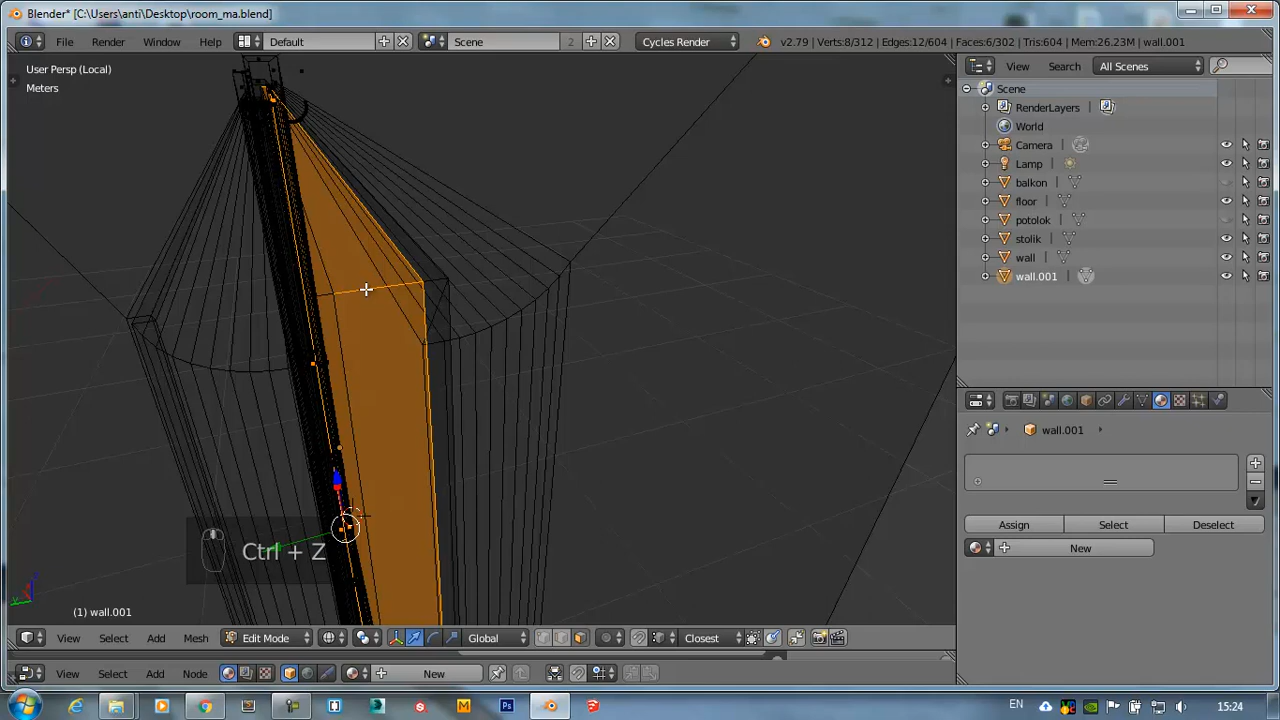 Blender* [C:\Users\anti\Desktop\room_ma.blend]
File Render Window Help Default Scene 2 Cycles Render v2.79 | Verts:8/312 | Edges:12/604 | Faces:6/302 | Tris:604 | Mem:26.23M | wall.001
User Persp (Local)
Meters
View Search All Scenes
Scene
RenderLayers
World
Camera
Lamp
balkon
floor
potolok
stolik
wall
wall.001
wall.001
Assign Select Deselect
New
Ctrl + Z
(1) wall.001
View Select Add Mesh Edit Mode Global Closest
View Select Add Node New
EN 15:24